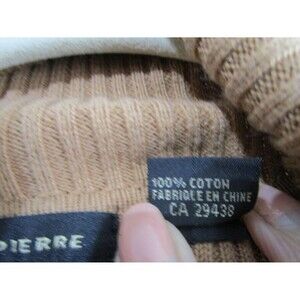 100% COTON
FABRIQUE EN CHINE
CA 29438
PIERRE